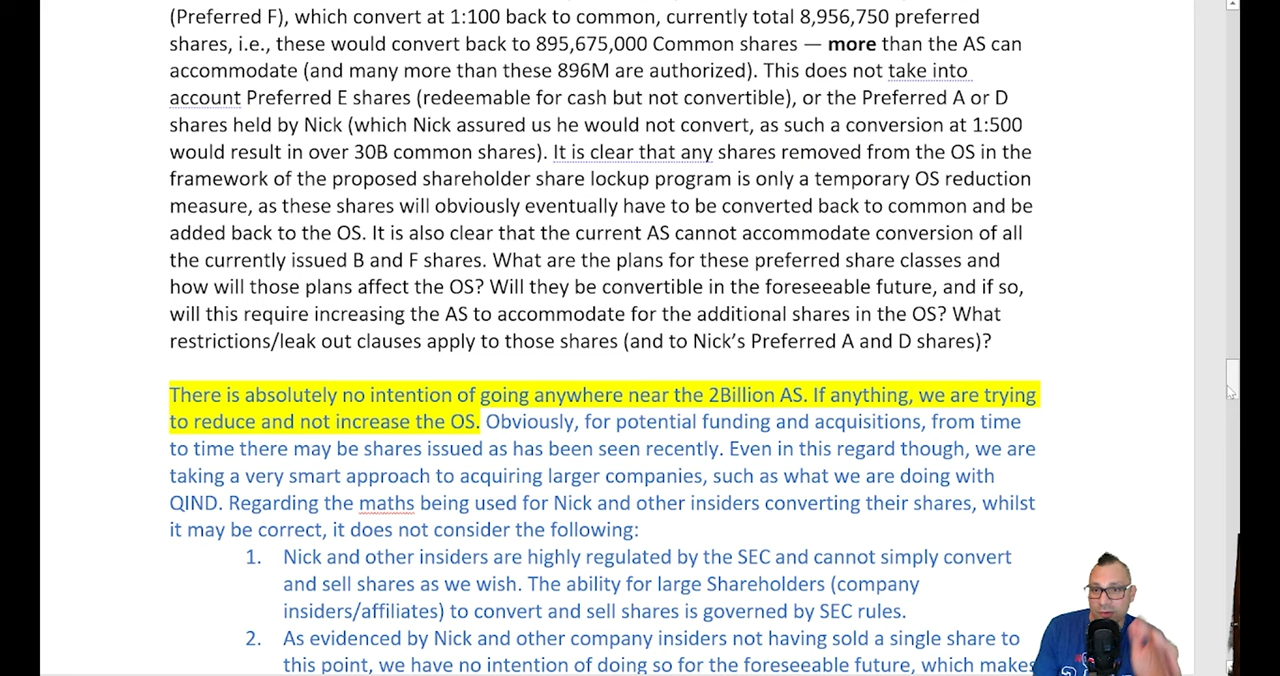 (Preferred F), which convert at 1:100 back to common, currently total 8,956,750 preferred
shares, i.e., these would convert back to 895,675,000 Common shares — more than the AS can
accommodate (and many more than these 896M are authorized). This does not take into
account Preferred E shares (redeemable for cash but not convertible), or the Preferred A or D
shares held by Nick (which Nick assured us he would not convert, as such a conversion at 1:500
would result in over 30B common shares). It is clear that any shares removed from the OS in the
framework of the proposed shareholder share lockup program is only a temporary OS reduction
measure, as these shares will obviously eventually have to be converted back to common and be
added back to the OS. It is also clear that the current AS cannot accommodate conversion of all
the currently issued B and F shares. What are the plans for these preferred share classes and
how will those plans affect the OS? Will they be convertible in the foreseeable future, and if so,
will this require increasing the AS to accommodate for the additional shares in the OS? What
restrictions/leak out clauses apply to those shares (and to Nick's Preferred A and D shares)?
There is absolutely no intention of going anywhere near the 2Billion AS. If anything, we are trying
to reduce and not increase the OS. Obviously, for potential funding and acquisitions, from time
to time there may be shares issued as has been seen recently. Even in this regard though, we are
taking a very smart approach to acquiring larger companies, such as what we are doing with
QIND. Regarding the maths being used for Nick and other insiders converting their shares, whilst
it may be correct, it does not consider the following:
1. Nick and other insiders are highly regulated by the SEC and cannot simply convert
and sell shares as we wish. The ability for large Shareholders (company
insiders/affiliates) to convert and sell shares is governed by SEC rules.
2. As evidenced by Nick and other company insiders not having sold a single share to
this point, we have no intention of doing so for the foreseeable future, which makes